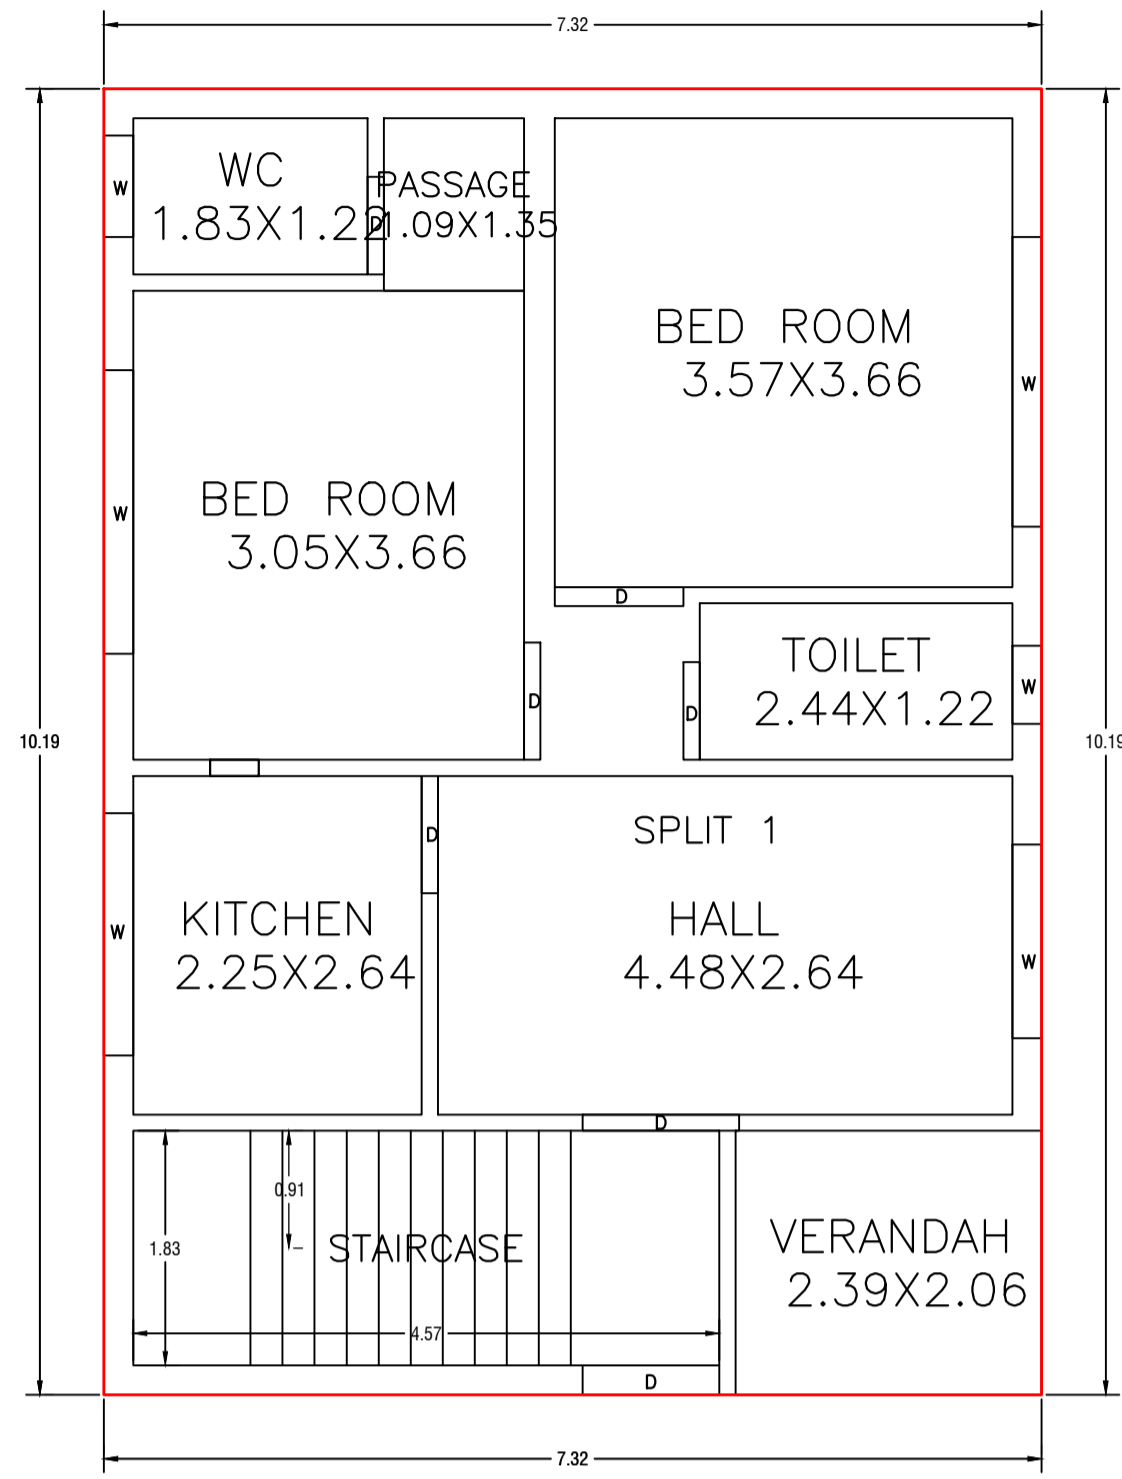 7.32
WC
1.83X1.22
W
D
PASSAGE
1.09X1.35
BED ROOM
3.57X3.66
W
BED ROOM
3.05X3.66
W
D
TOILET
2.44X1.22
W
D
D
10.19
10.19
SPLIT 1
D
KITCHEN
2.25X2.64
W
HALL
4.48X2.64
W
D
0.91
1.83
STAIRCASE
VERANDAH
2.39X2.06
4.57
D
7.32